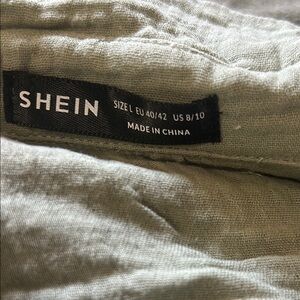 SHEIN
SIZE L EU 40/42 US 8/10
MADE IN CHINA